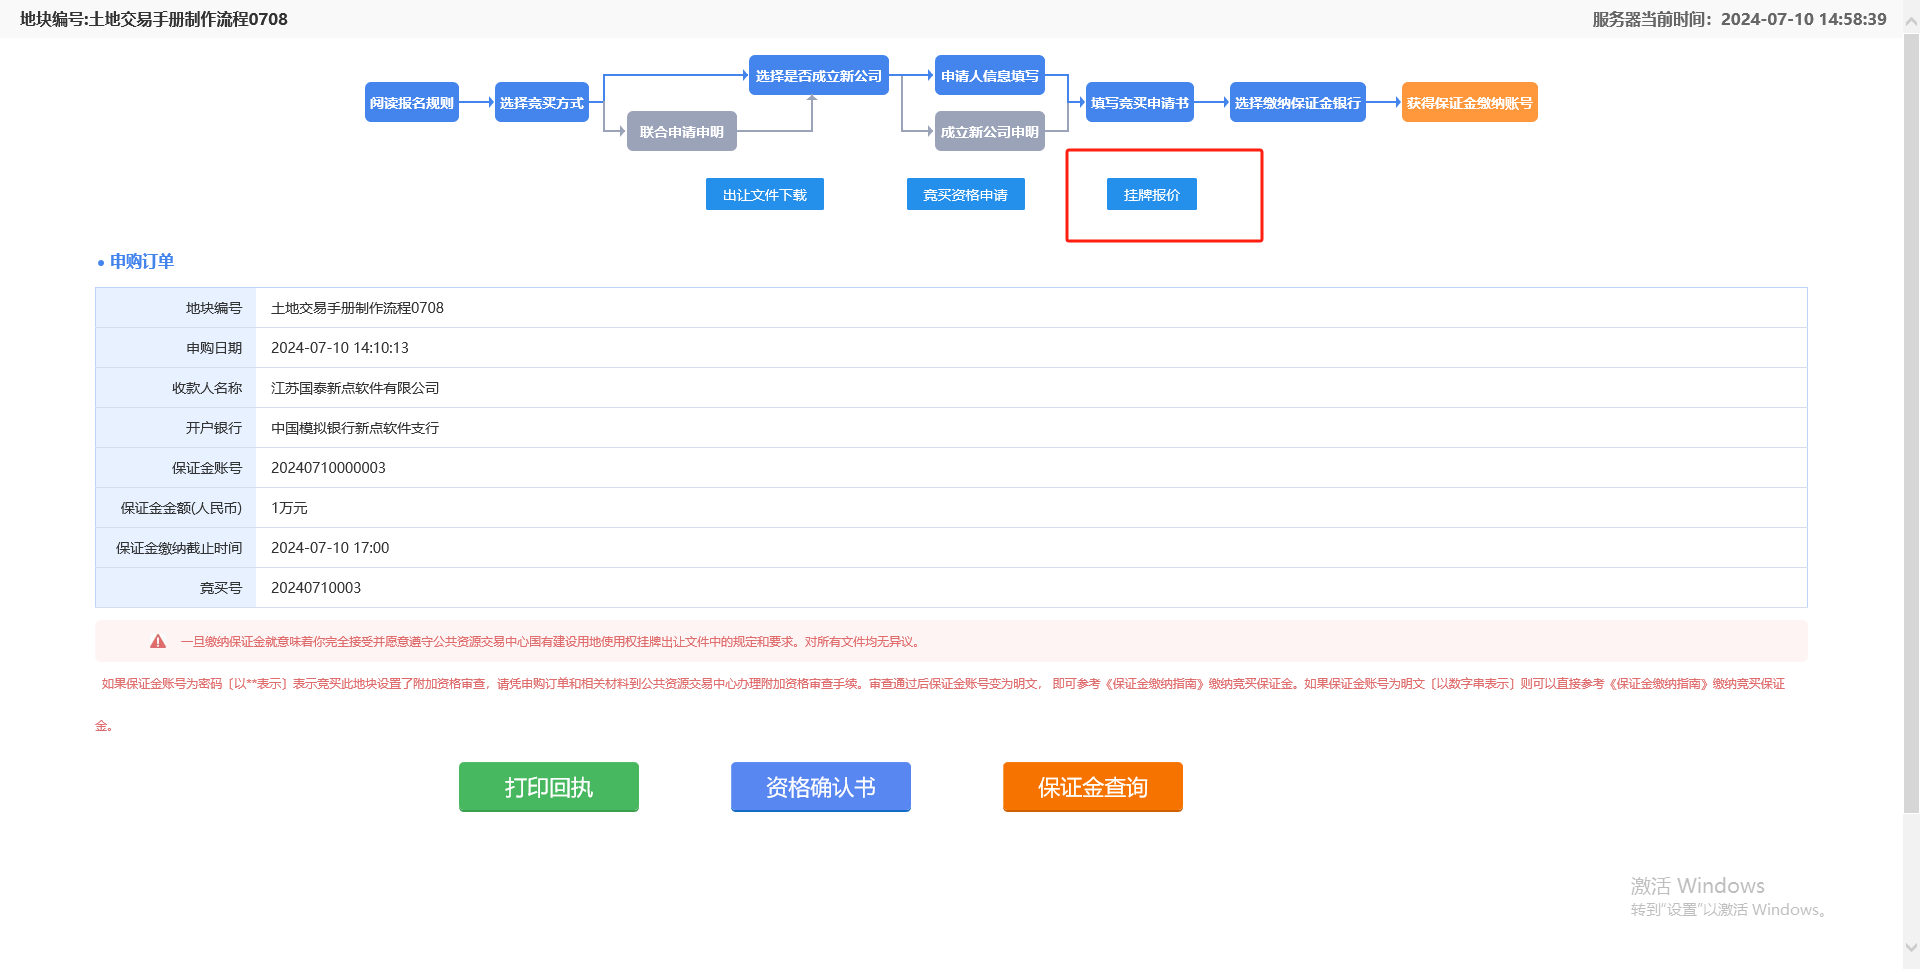 地块编号:土地交易手册制作流程0708
服务器当前时间：2024-07-10 14:58:39
阅读报名规则
选择竞买方式
选择是否成立新公司
申请人信息填写
填写竞买申请书
选择缴纳保证金银行
获得保证金缴纳账号
联合申请申明
成立新公司申明
出让文件下载
竞买资格申请
挂牌报价
申购订单
地块编号 土地交易手册制作流程0708
申购日期 2024-07-10 14:10:13
收款人名称 江苏国泰新点软件有限公司
开户银行 中国模拟银行新点软件支行
保证金账号 20240710000003
保证金金额(人民币) 1万元
保证金缴纳截止时间 2024-07-10 17:00
竞买号 20240710003
一旦缴纳保证金就意味着你完全接受并愿意遵守公共资源交易中心国有建设用地使用权挂牌出让文件中的规定和要求。对所有文件均无异议。
如果保证金账号为密码〔以**表示〕表示竞买此地块设置了附加资格审查，请凭申购订单和相关材料到公共资源交易中心办理附加资格审查手续。审查通过后保证金账号变为明文， 即可参考《保证金缴纳指南》缴纳竞买保证金。如果保证金账号为明文〔以数字串表示〕则可以直接参考《保证金缴纳指南》缴纳竞买保证
金。
打印回执
资格确认书
保证金查询
激活 Windows
转到"设置"以激活 Windows。